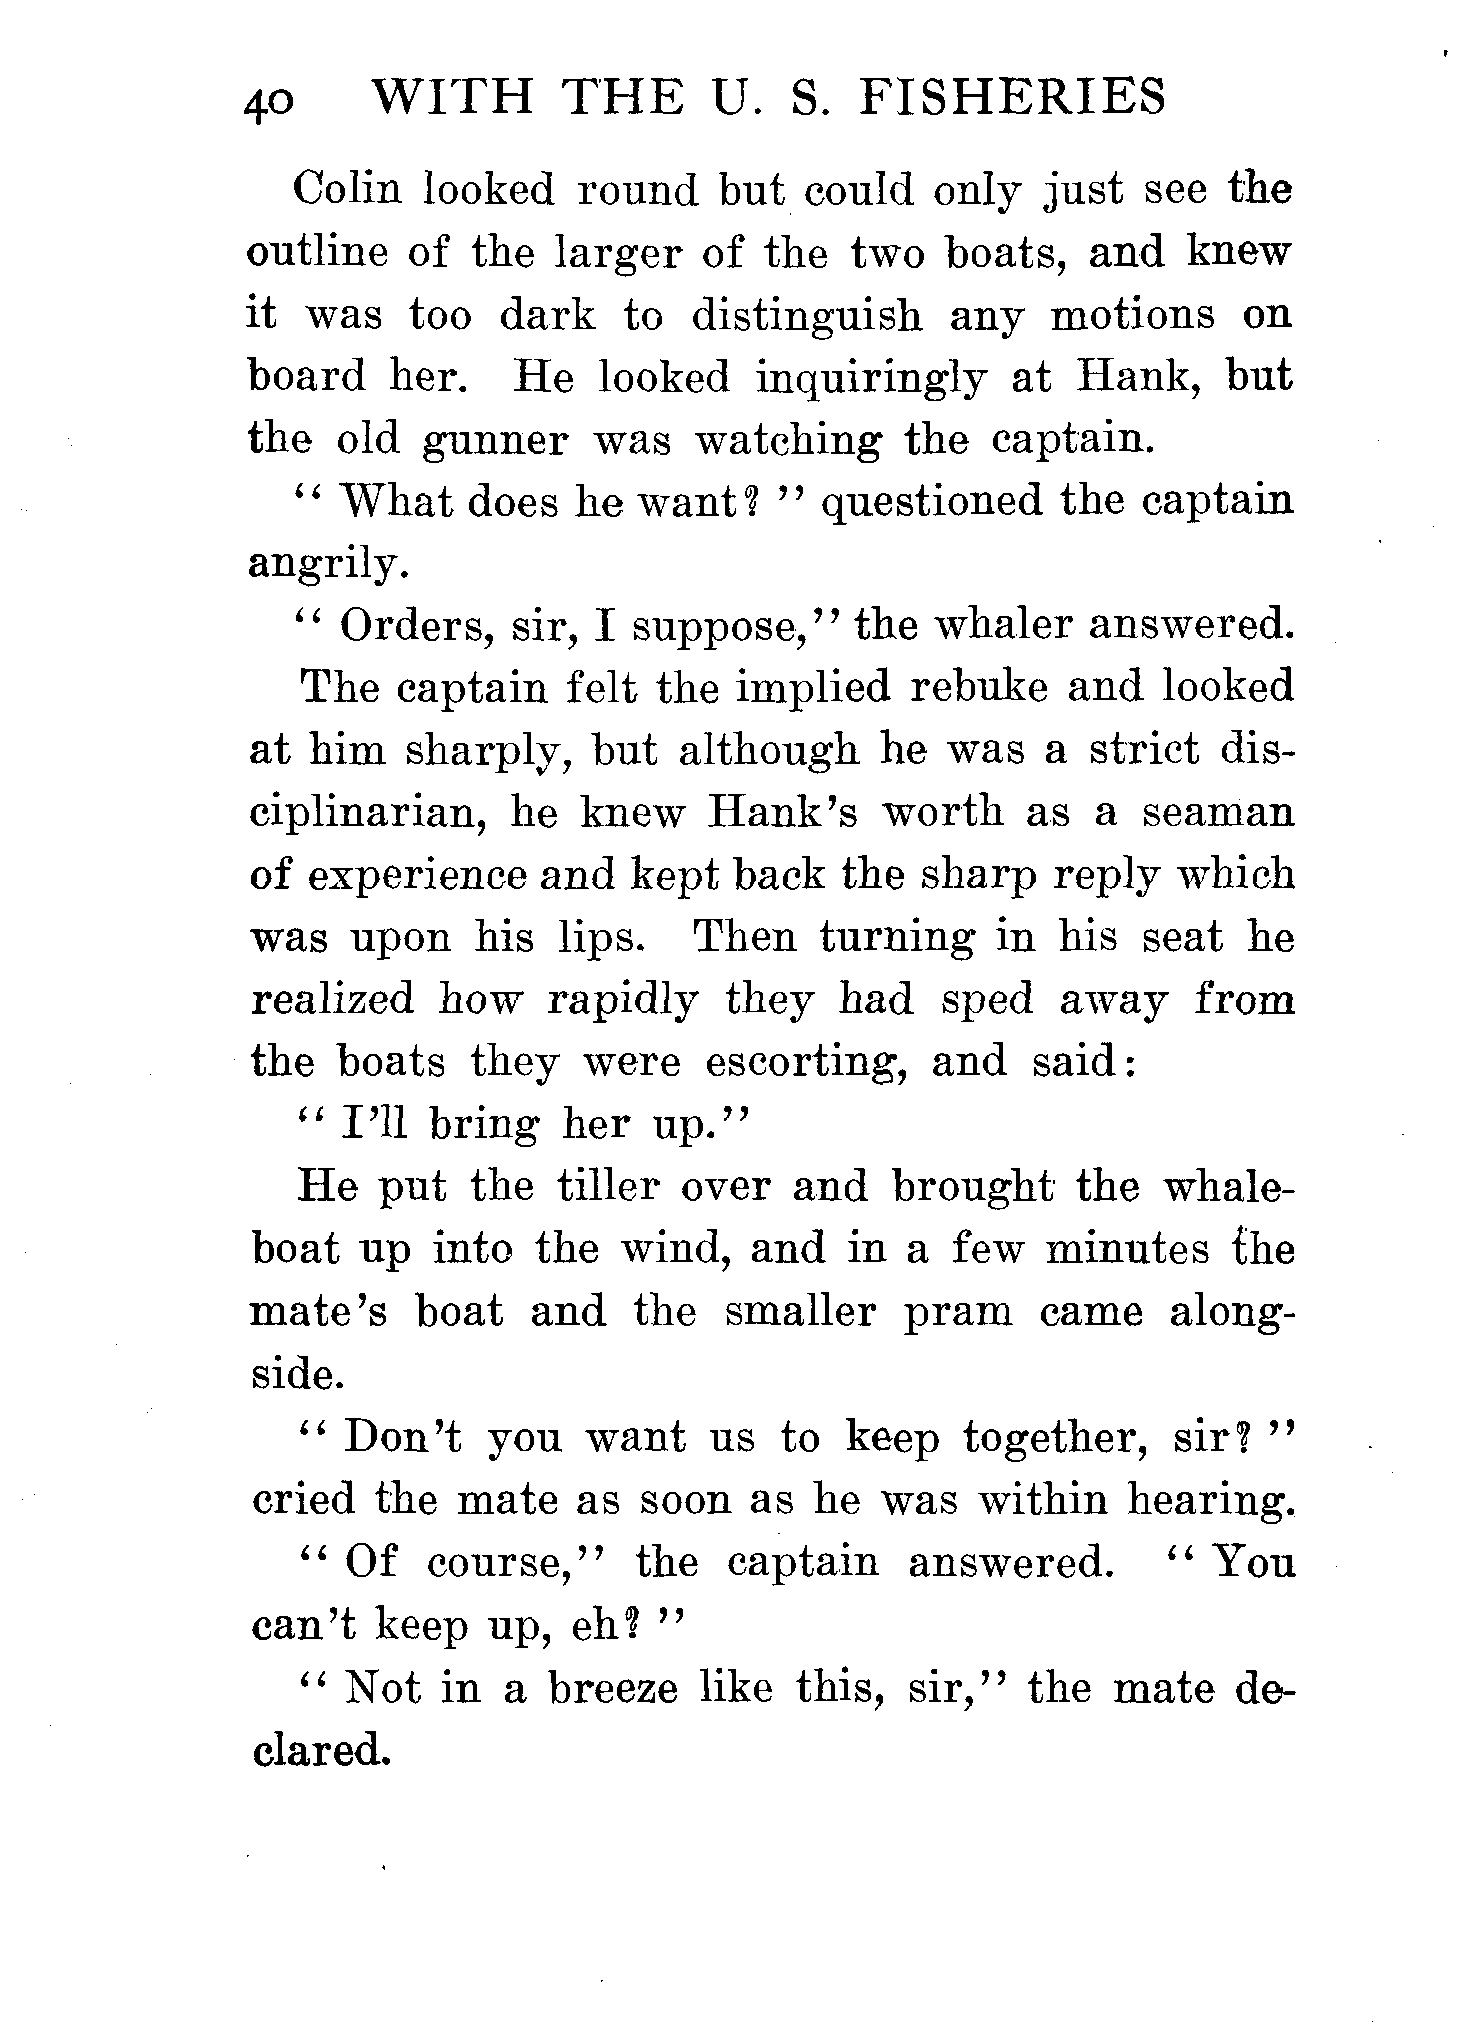 40 WITH THE U. S. FISHERIES
Colin looked round but could only just see the
outline of the larger of the two boats, and knew
it was too dark to distinguish any motions on
board her. He looked inquiringly at Hank, but
the old gunner was watching the captain.
“ What does he want? ” questioned the captain
angrily.
“ Orders, sir, I suppose,” the whaler answered.
The captain felt the implied rebuke and looked
at him sharply, but although he was a strict dis-
ciplinarian, he knew Hank’s worth as a seaman
of experience and kept back the sharp reply which
was upon his lips. Then turning in his seat he
realized how rapidly they had sped away from
the boats they were escorting, and said:
“ I’ll bring her up.”
He put the tiller over and brought the whale-
boat up into the wind, and in a few minutes the
mate’s boat and the smaller pram came along-
side.
“ Don’t you want us to keep together, sir? ”
cried the mate as soon as he was within hearing.
“ Of course,” the captain answered. “ You
can’t keep up, eh? ”
“ Not in a breeze like this, sir,” the mate de-
clared.